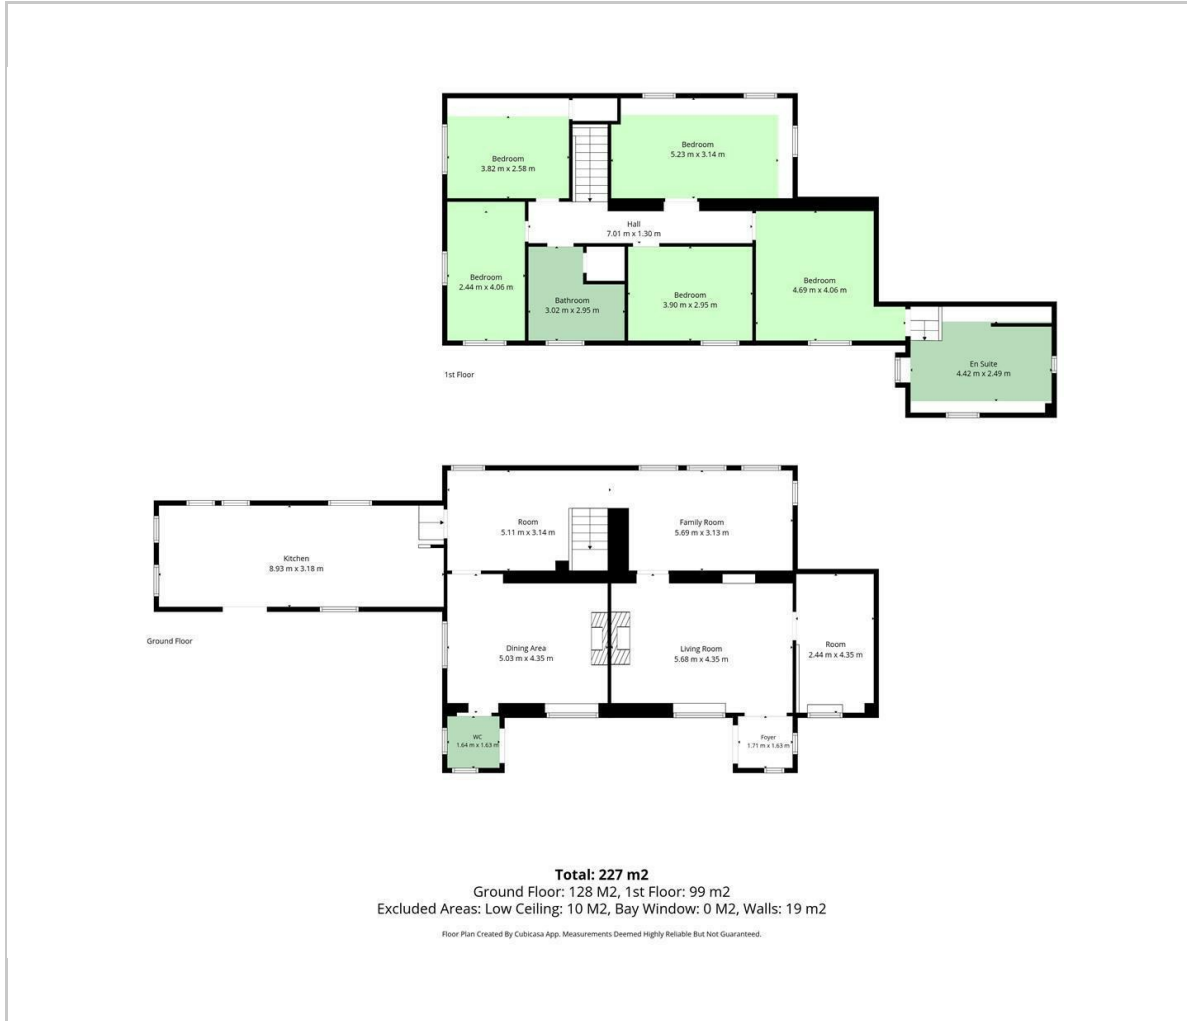 Bedroom
3.82 m x 2.58 m
Bedroom
5.23 m x 3.14 m
Hall
7.01 m x 1.30 m
Bedroom
2.44 m x 4.06 m
Bathroom
3.02 m x 2.95 m
Bedroom
3.90 m x 2.95 m
Bedroom
4.69 m x 4.06 m
En Suite
4.42 m x 2.49 m
1st Floor
Room
5.11 m x 3.14 m
Family Room
5.69 m x 3.13 m
Kitchen
8.93 m x 3.18 m
Ground Floor
Dining Area
5.03 m x 4.35 m
Living Room
5.68 m x 4.35 m
Room
2.44 m x 4.35 m
WC
1.64 m x 1.63 m
Foyer
1.71 m x 1.63 m
Total: 227 m2
Ground Floor: 128 M2, 1st Floor: 99 m2
Excluded Areas: Low Ceiling: 10 M2, Bay Window: 0 M2, Walls: 19 m2
Floor Plan Created By Cubicasa App. Measurements Deemed Highly Reliable But Not Guaranteed.